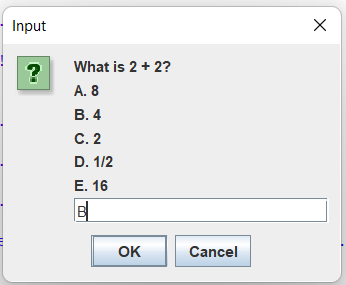 Input
What is 2 + 2?
A. 8
B. 4
C. 2
D. 1/2
E. 16
B
OK Cancel